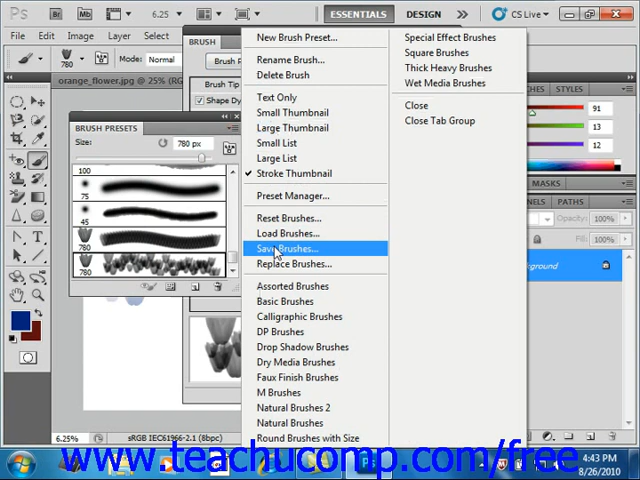 Br
Mb
6.25
ESSENTIALS
DESIGN
CS Live
File
Edit
Image
Layer
Select
780
Mode:
Normal
orange_flower.jpg @ 25%
BRUSH
Brush P
Brush Tip
Shape Dy
BRUSH PRESETS
Size:
780 px
100
75
45
780
780
New Brush Preset...
Rename Brush...
Delete Brush
Text Only
Small Thumbnail
Large Thumbnail
Small List
Large List
Stroke Thumbnail
Preset Manager...
Reset Brushes...
Load Brushes...
Save Brushes...
Replace Brushes...
Assorted Brushes
Basic Brushes
Calligraphic Brushes
DP Brushes
Drop Shadow Brushes
Dry Media Brushes
Faux Finish Brushes
M Brushes
Natural Brushes 2
Natural Brushes
Round Brushes with Size
Special Effect Brushes
Square Brushes
Thick Heavy Brushes
Wet Media Brushes
Close
Close Tab Group
STYLES
91
13
12
MASKS
PATHS
Opacity: 100%
100%
kground
6.25%
sRGB IEC61966-2.1 (8bpc)
www.teachucomp.com/free
4:43 PM
8/26/2010